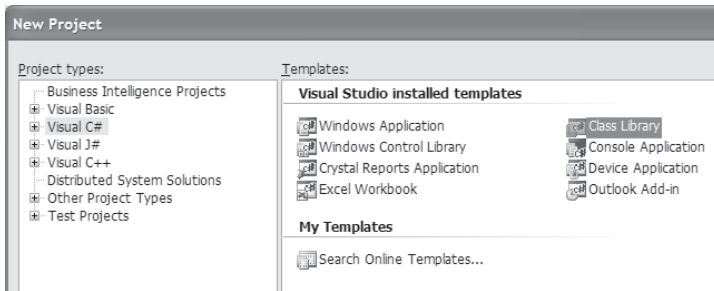 New Project
Project types:
Business Intelligence Projects
Visual Basic
Visual C#
Visual J#
Visual C++
Distributed System Solutions
Other Project Types
Test Projects
Templates:
Visual Studio installed templates
Windows Application
Windows Control Library
Crystal Reports Application
Excel Workbook
Class Library
Console Application
Device Application
Outlook Add-in
My Templates
Search Online Templates...